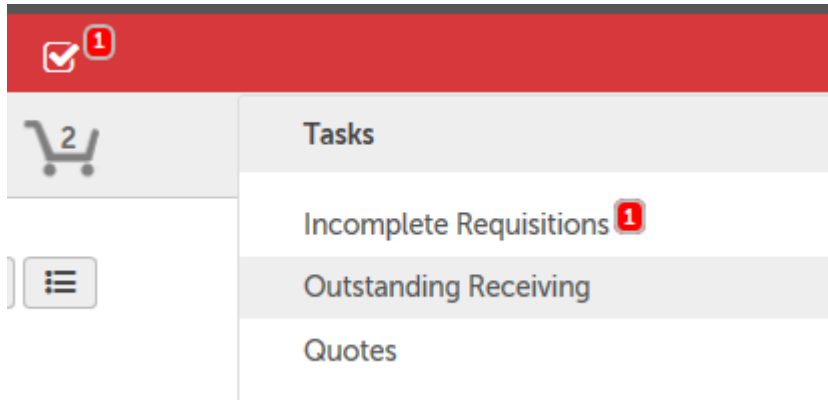 1
2
Tasks
Incomplete Requisitions 1
Outstanding Receiving
Quotes